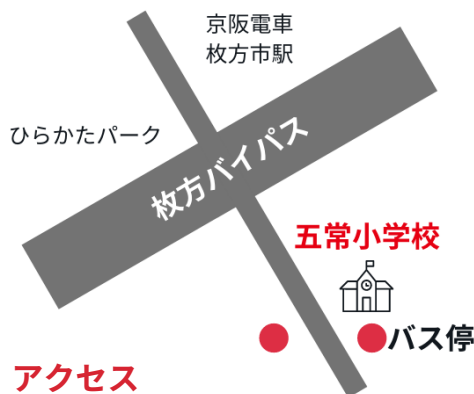 京阪電車
枚方市駅
ひらかたパーク
枚方バイパス
五常小学校
バス停
アクセス